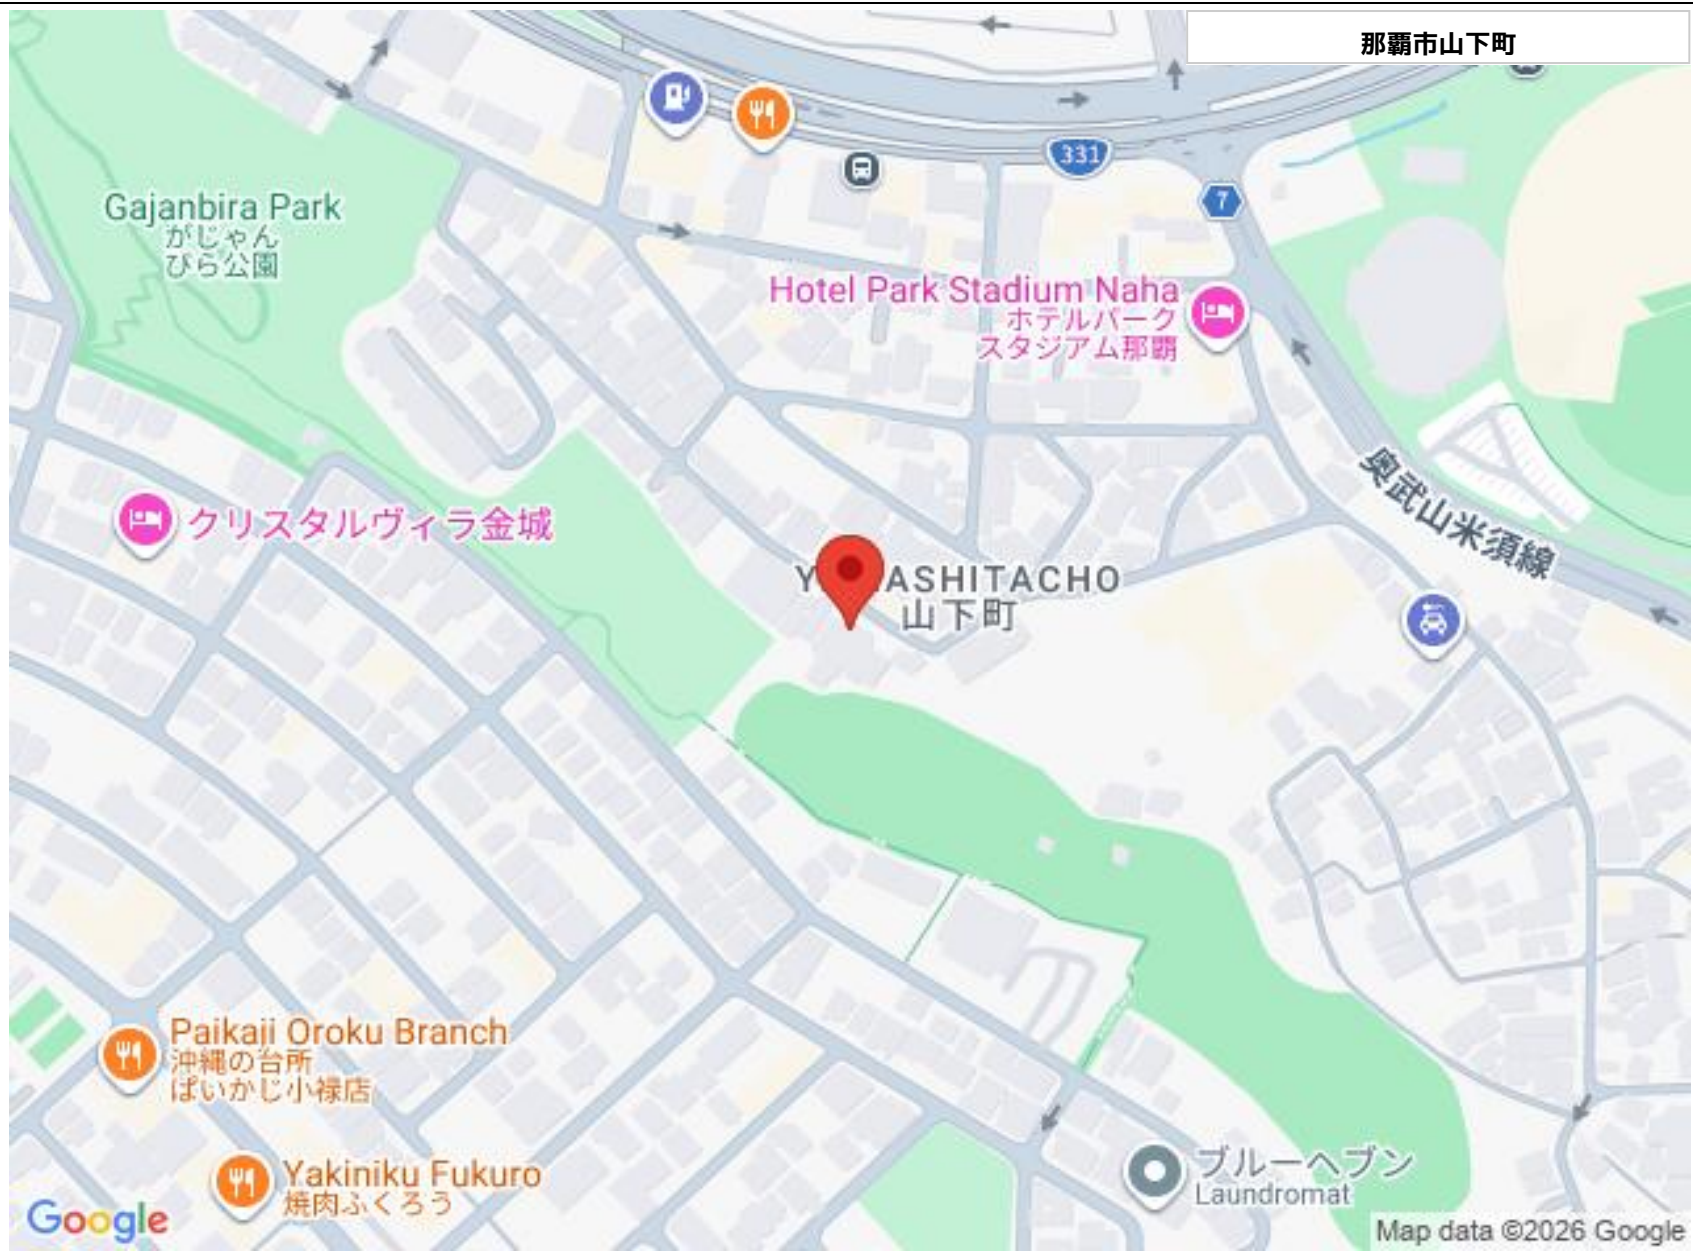 那覇市山下町
331
7
Gajanbira Park
がじゃん
びら公園
Hotel Park Stadium Naha
ホテルパーク
スタジアム那覇
奥武山米須線
クリスタルヴィラ金城
山下町
Paikaji Oroku Branch
沖縄の台所
ぱいかじ小禄店
Yakiniku Fukuro
焼肉ふくろう
ブルーヘブン
Laundromat
Google
Map data ©2026 Google